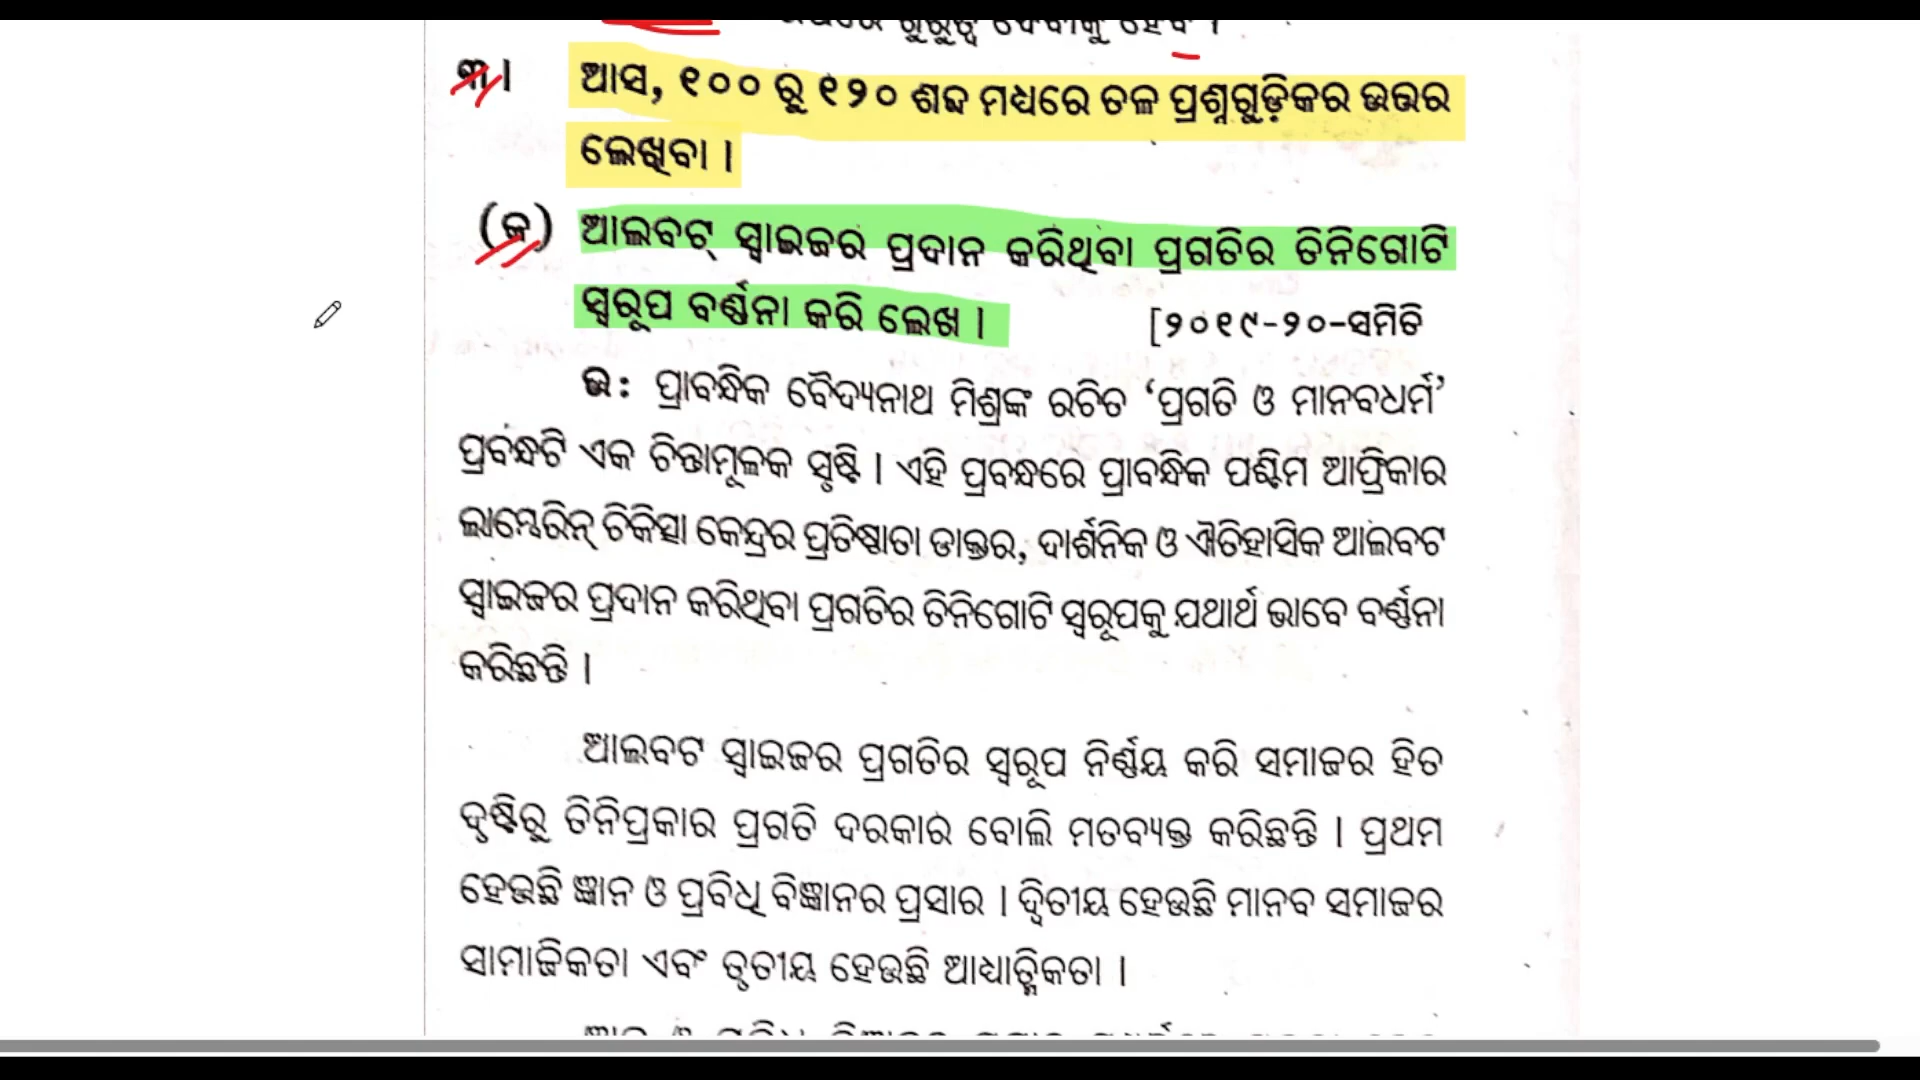 ୩। ଆସ, ୧୦୦ ରୁ ୧୨୦ ଶବ୍ଦ ମଧ୍ୟରେ ତଳ ପ୍ରଶ୍ନଗୁଡ଼ିକର ଉତ୍ତର
ଲେଖିବା ।
(କ) ଆଲବର୍ଟ୍ ସ୍ୱାଇଜର ପ୍ରଦାନ କରିଥିବା ପ୍ରଗତିର ତିନିଗୋଟି
ସ୍ୱରୂପ ବର୍ଣ୍ଣନା କରି ଲେଖ । [୨୦୧୯-୨୦-ସମିତି
ଉ: ପ୍ରାବନ୍ଧିକ ବୈଦ୍ୟନାଥ ମିଶ୍ରଙ୍କ ରଚିତ ‘ପ୍ରଗତି ଓ ମାନବଧର୍ମ’
ପ୍ରବନ୍ଧଟି ଏକ ଚିନ୍ତାମୂଳକ ସୃଷ୍ଟି । ଏହି ପ୍ରବନ୍ଧରେ ପ୍ରାବନ୍ଧିକ ପଶ୍ଚିମ ଆଫ୍ରିକାର
ଲାମ୍ବେରିନ୍ ଚିକିତ୍ସା କେନ୍ଦ୍ରର ପ୍ରତିଷ୍ଠାତା ଡାକ୍ତର, ଦାର୍ଶନିକ ଓ ଐତିହାସିକ ଆଲବର୍ଟ
ସ୍ୱାଇଜର ପ୍ରଦାନ କରିଥିବା ପ୍ରଗତିର ତିନିଗୋଟି ସ୍ୱରୂପକୁ ଯଥାର୍ଥ ଭାବେ ବର୍ଣ୍ଣନା
କରିଛନ୍ତି ।
ଆଲବଟ ସ୍ୱାଇଜର ପ୍ରଗତିର ସ୍ୱରୂପ ନିର୍ଣ୍ଣୟ କରି ସମାଜର ହିତ
ଦୃଷ୍ଟିରୁ ତିନିପ୍ରକାର ପ୍ରଗତି ଦରକାର ବୋଲି ମତବ୍ୟକ୍ତ କରିଛନ୍ତି । ପ୍ରଥମ
ହେଉଛି ଜ୍ଞାନ ଓ ପ୍ରବିଧି ବିଜ୍ଞାନର ପ୍ରସାର । ଦ୍ୱିତୀୟ ହେଉଛି ମାନବ ସମାଜର
ସାମାଜିକତା ଏବଂ ତୃତୀୟ ହେଉଛି ଆଧ୍ୟାତ୍ମିକତା ।